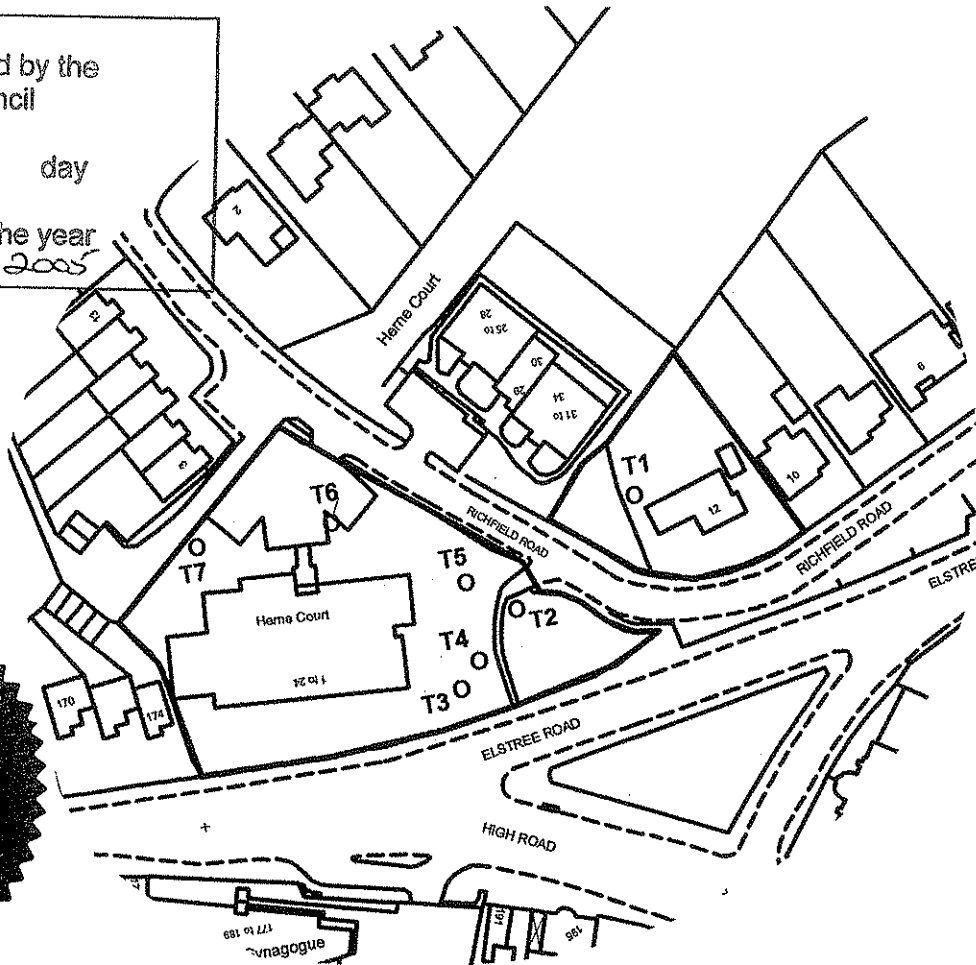 d by the
ncil
day
he year
2005
2
Herne Court
25 to
28
30
29
31 to
34
T1
12
10
RICHFIELD ROAD
RICHFIELD ROAD
ELSTRE
T6
T7
T5
T2
T4
T3
Herne Court
1 to 24
170
174
ELSTREE ROAD
HIGH ROAD
177 to 189
ynagogue
191
195